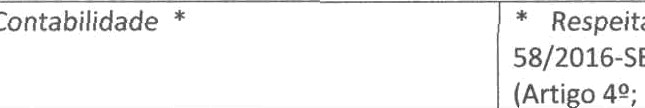 Contabilidade *
* Respeita
58/2016-SE
(Artigo 4º;